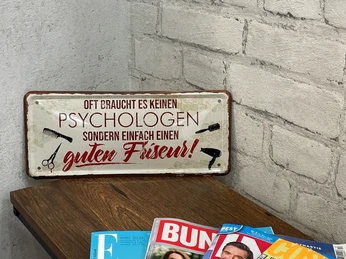 OFT BRAUCHT ES KEINEN
PSYCHOLOGEN
SONDERN EINFACH EINEN
guten Friseur!
BUN